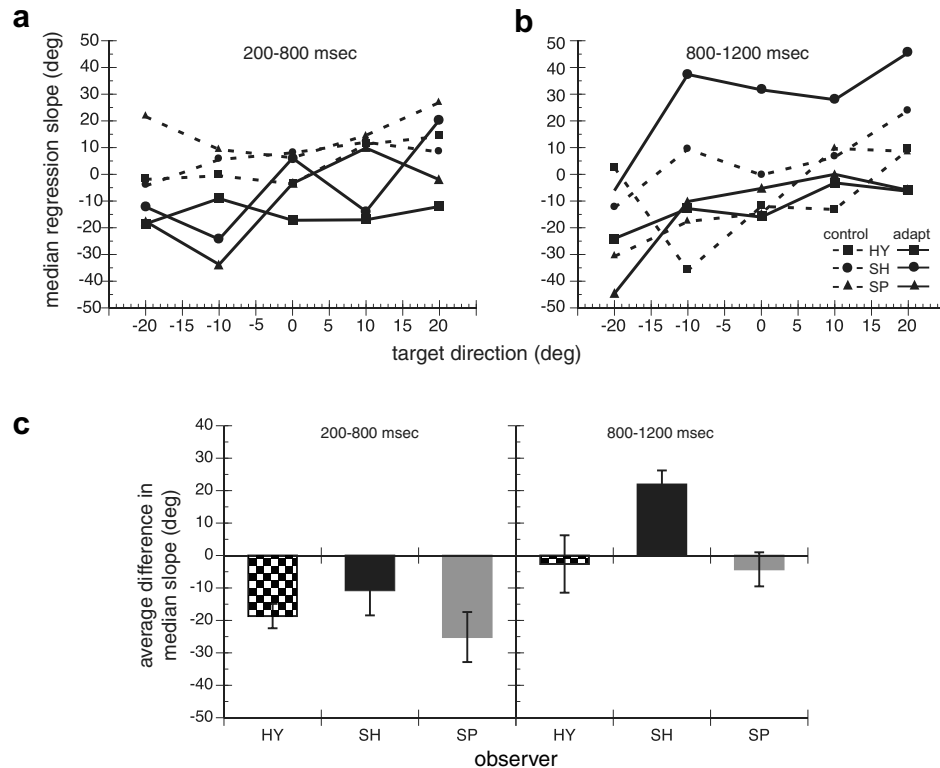 a
200-800 msec
median regression slope (deg)
50
40
30
20
10
0
-10
-20
-30
-40
-50
-20 -15 -10 -5 0 5 10 15 20
b
800-1200 msec
50
40
30
20
10
0
-10
-20
-30
-40
-50
control adapt
HY
SH
SP
-20 -15 -10 -5 0 5 10 15 20
target direction (deg)
c
200-800 msec 800-1200 msec
average difference in
median slope (deg)
40
30
20
10
0
-10
-20
-30
-40
-50
HY SH SP HY SH SP
observer